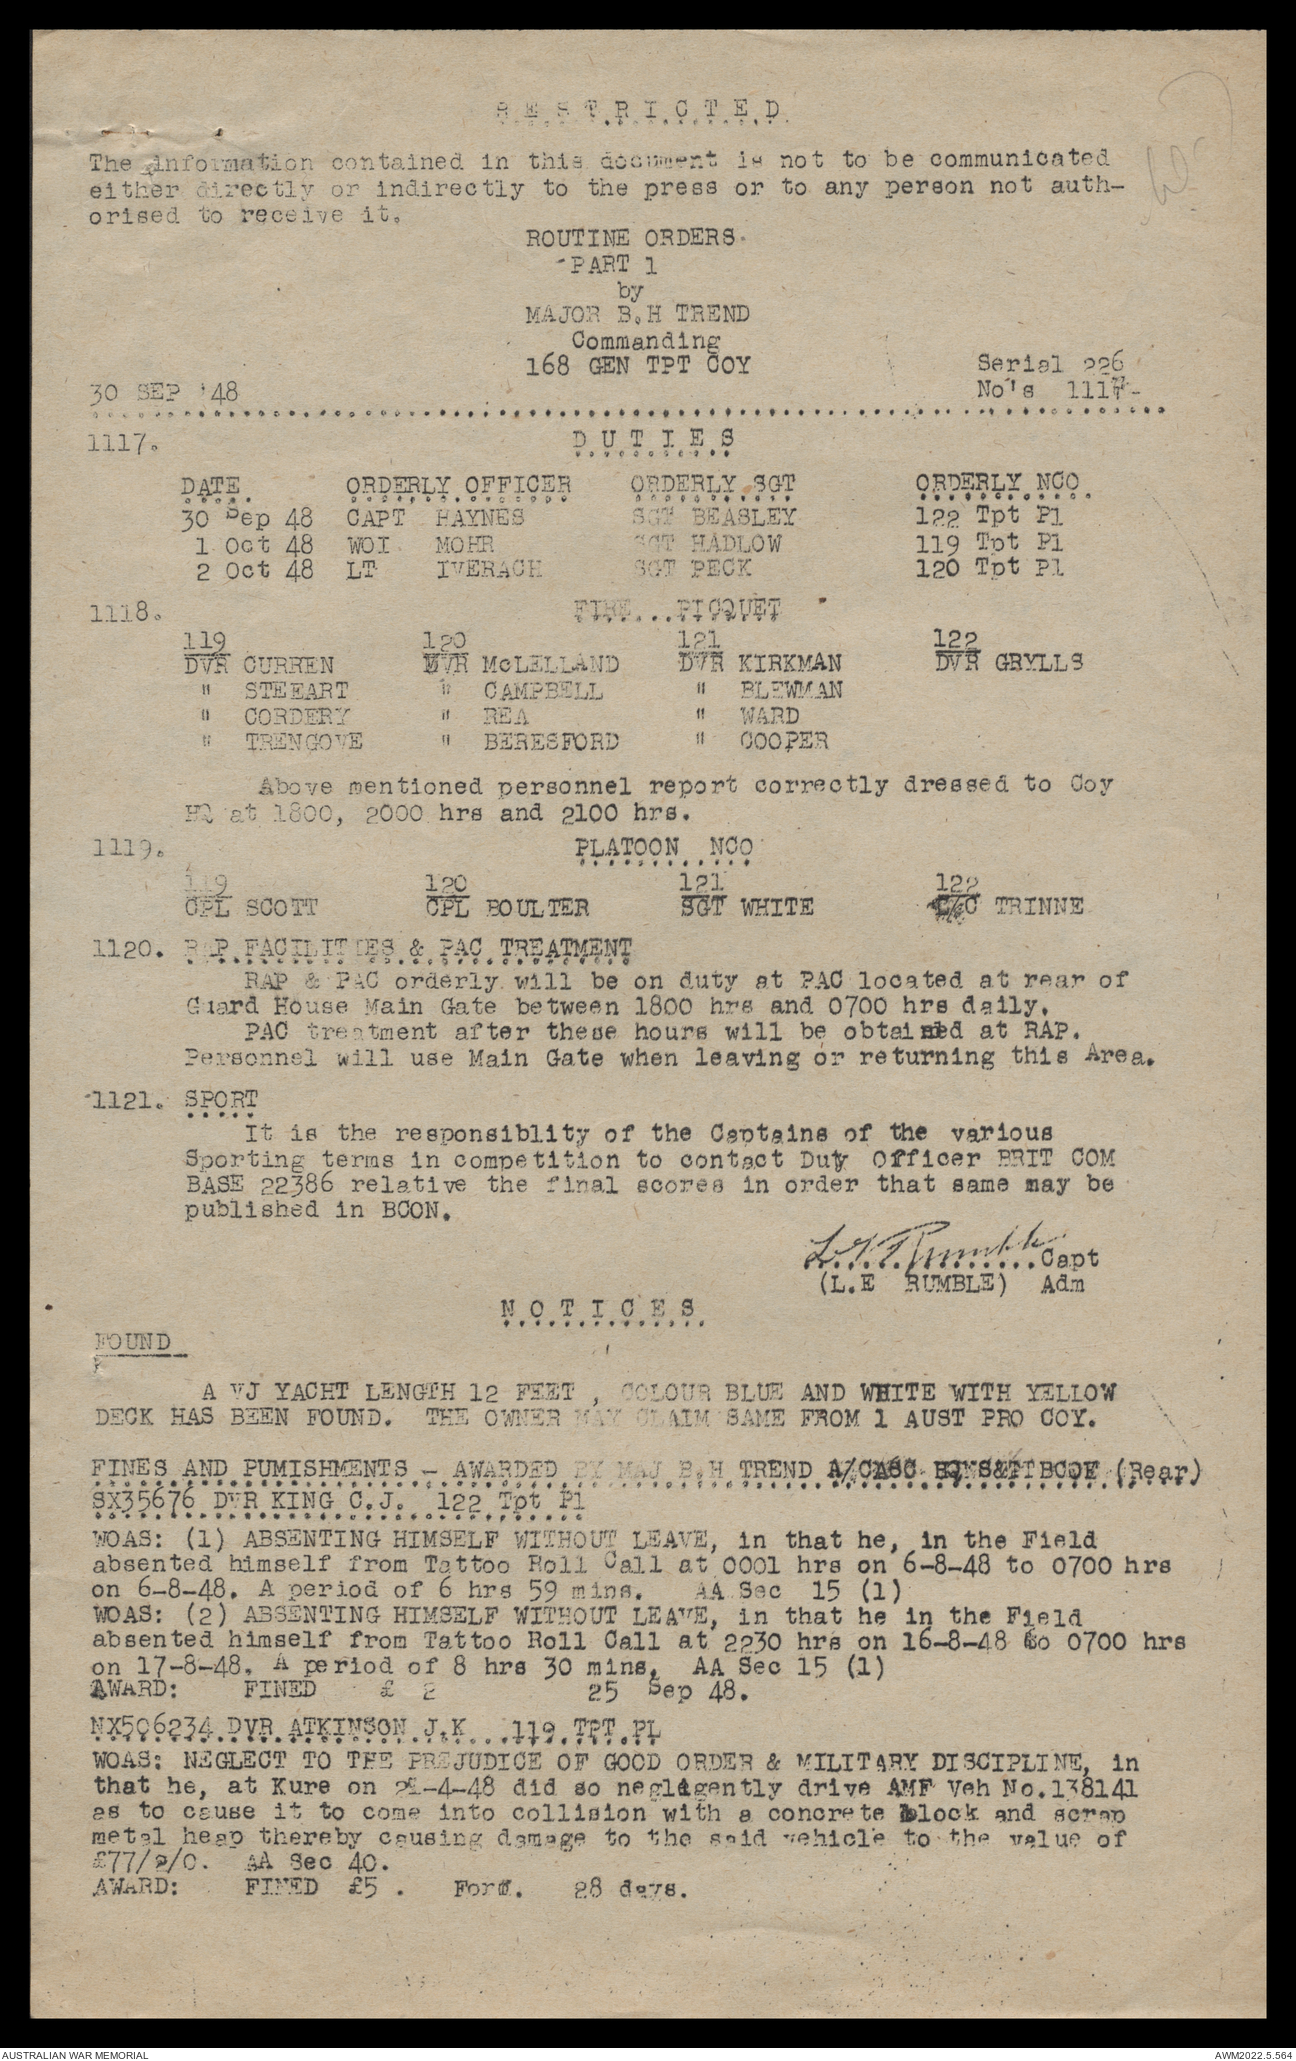 RESTRICTED
The information contained in this document is not to be communicated
either directly or indirectly to the press or to any person not auth-
orised to receive it.
ROUTINE ORDERS
PART 1
by
MAJOR B.H TREND
Commanding
168 GEN TPT COY
Serial 226
30 SEP '48
No's 1117-
1117. DUTIES
DATE ORDERLY OFFICER ORDERLY SGT ORDERLY NCO
30 Sep 48 CAPT HAYNES SGT BEASLEY 122 Tpt Pl
1 Oct 48 WOI MOHR SGT HADLOW 119 Tpt Pl
2 Oct 48 LT IVERACH SGT PECK 120 Tpt Pl
1118. FIRE...PICQUET
119 120 121 122
DVR CURREN DVR McLELLAND DVR KIRKMAN DVR GRYLLS
" STEEART " CAMPBELL " BLEWMAN
" CORDERY " REA " WARD
" TRENGOVE " BERESFORD " COOPER
Above mentioned personnel report correctly dressed to Coy
HQ at 1800, 2000 hrs and 2100 hrs.
1119. PLATOON NCO
119 120 121 122
CPL SCOTT CPL BOULTER SGT WHITE TRINNE
1120. RAP FACILITIES & PAC TREATMENT
RAP & PAC orderly will be on duty at PAC located at rear of
Guard House Main Gate between 1800 hrs and 0700 hrs daily.
PAC treatment after these hours will be obtained at RAP.
Personnel will use Main Gate when leaving or returning this Area.
1121. SPORT
It is the responsiblity of the Captains of the various
Sporting terms in competition to contact Duty Officer BRIT COM
BASE 22386 relative the final scores in order that same may be
published in BCON.
L.E Rumble
..............Capt
(L.E RUMBLE) Adm
NOTICES
FOUND
A VJ YACHT LENGTH 12 FEET , COLOUR BLUE AND WHITE WITH YELLOW
DECK HAS BEEN FOUND. THE OWNER MAY CLAIM SAME FROM 1 AUST PRO COY.
FINES AND PUMISHMENTS - AWARDED BY MAJ B.H TREND (Rear)
SX35676 DVR KING C.J. 122 Tpt Pl
WOAS: (1) ABSENTING HIMSELF WITHOUT LEAVE, in that he, in the Field
absented himself from Tattoo Roll Call at 0001 hrs on 6-8-48 to 0700 hrs
on 6-8-48. A period of 6 hrs 59 mins. AA Sec 15 (1)
WOAS: (2) ABSENTING HIMSELF WITHOUT LEAVE, in that he in the Field
absented himself from Tattoo Roll Call at 2230 hrs on 16-8-48 to 0700 hrs
on 17-8-48. A period of 8 hrs 30 mins. AA Sec 15 (1)
AWARD: FINED £ 2 25 Sep 48.
NX506234 DVR ATKINSON J.K 119 TPT PL
WOAS: NEGLECT TO THE PREJUDICE OF GOOD ORDER & MILITARY DISCIPLINE, in
that he, at Kure on 21-4-48 did so negligently drive AMF Veh No.138141
as to cause it to come into collision with a concrete block and scrap
metal heap thereby causing damage to the said vehicle to the value of
£77/2/0. AA Sec 40.
AWARD: FINED £5 . Forf. 28 days.
AUSTRALIAN WAR MEMORIAL
AWM2022.5.564